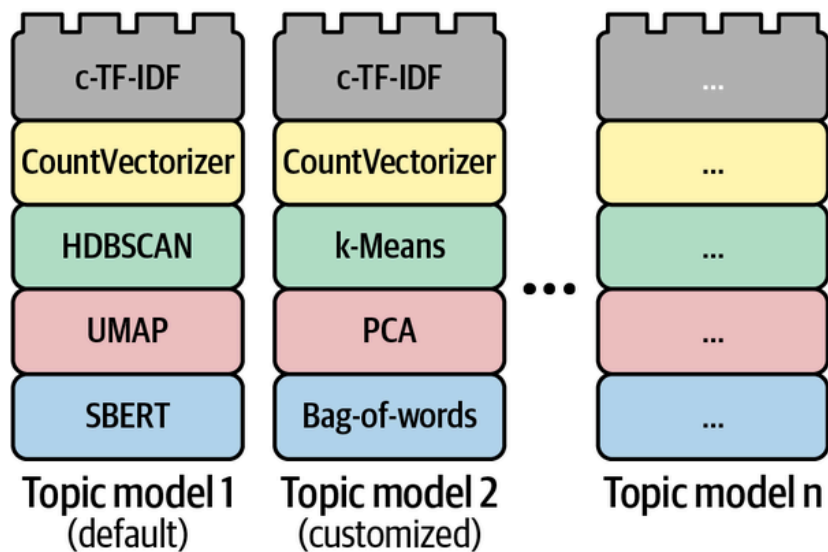 c-TF-IDF
CountVectorizer
HDBSCAN
UMAP
SBERT
Topic model 1
(default)
c-TF-IDF
CountVectorizer
k-Means
PCA
Bag-of-words
Topic model 2
(customized)
...
...
...
...
...
...
Topic model n